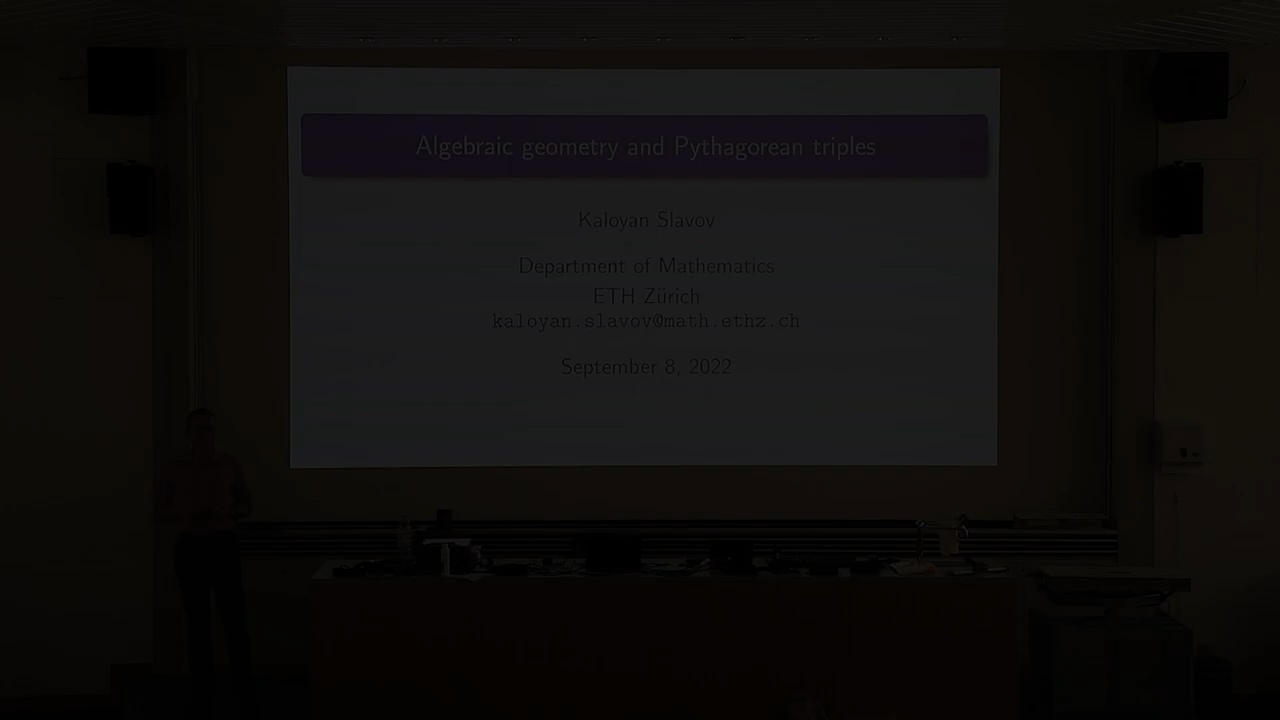 Algebraic geometry and Pythagorean triples
Kaloyan Slavov
Department of Mathematics
ETH Zürich
kaloyan.slavov@math.ethz.ch
September 8, 2022